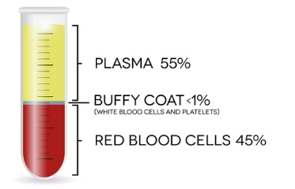 PLASMA 55%
BUFFY COAT <1%
(WHITE BLOOD CELLS AND PLATELETS)
RED BLOOD CELLS 45%